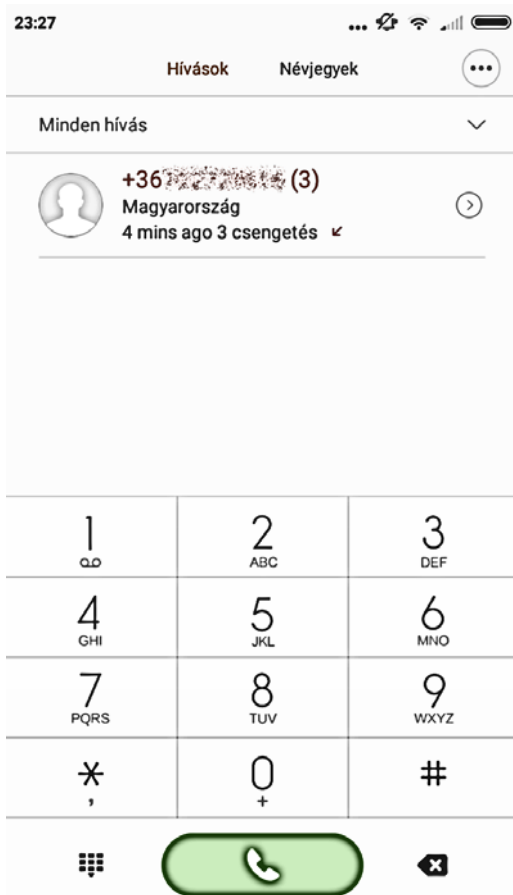 23:27
Hívások Névjegyek
Minden hívás
+36 (3)
Magyarország
4 mins ago 3 csengetés
1 2 3
ABC DEF
4 5 6
GHI JKL MNO
7 8 9
PQRS TUV WXYZ
* 0 #
, +